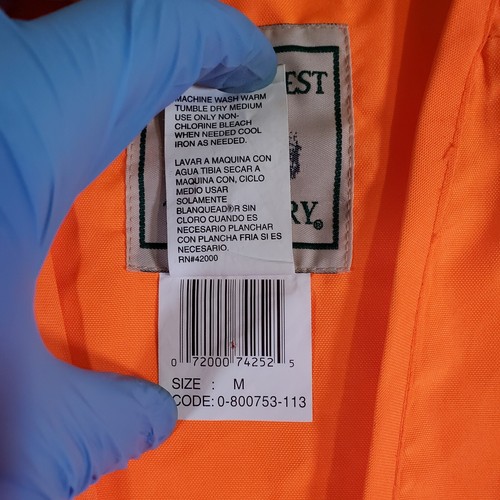 EST
RY®
MACHINE WASH WARM
TUMBLE DRY MEDIUM
USE ONLY NON-
CHLORINE BLEACH
WHEN NEEDED COOL
IRON AS NEEDED.
LAVAR A MAQUINA CON
AGUA TIBIA SECAR A
MAQUINA CON, CICLO
MEDIO USAR
SOLAMENTE
BLANQUEAD®R SIN
CLORO CUANDO ES
NECESARIO PLANCHAR
CON PLANCHA FRIA SI ES
NECESARIO.
RN#42000
0 72000 74252 5
SIZE : M
CODE: 0-800753-113